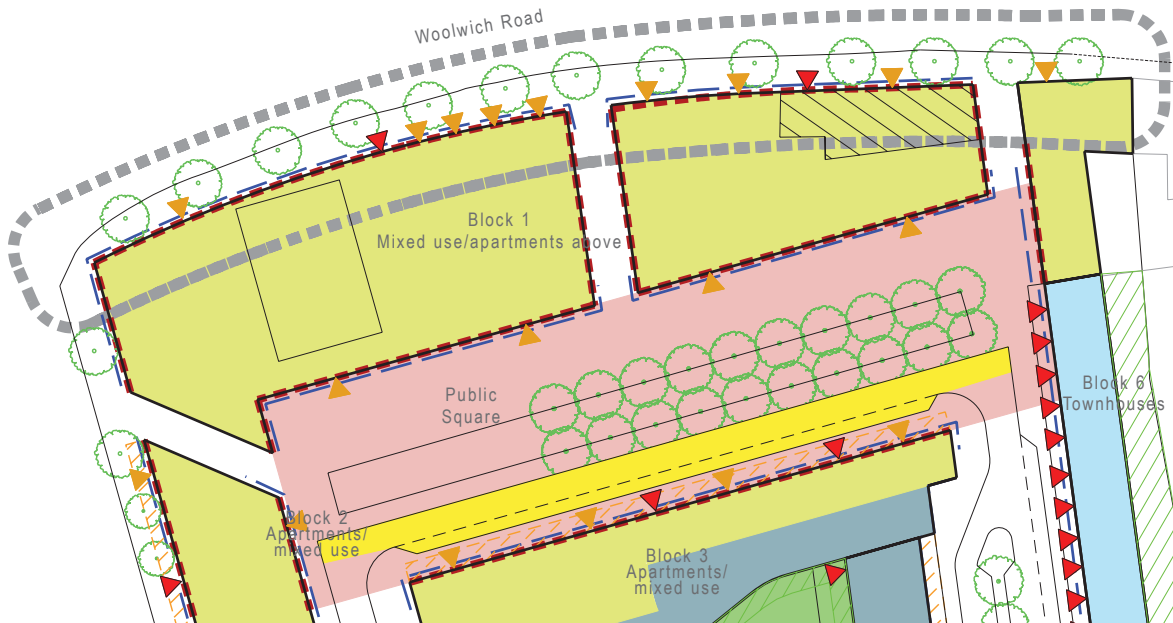 Woolwich Road
Block 1
Mixed use/apartments above
Public
Square
Block 6
Townhouses
Block 2
Apartments/
mixed use
Block 3
Apartments/
mixed use